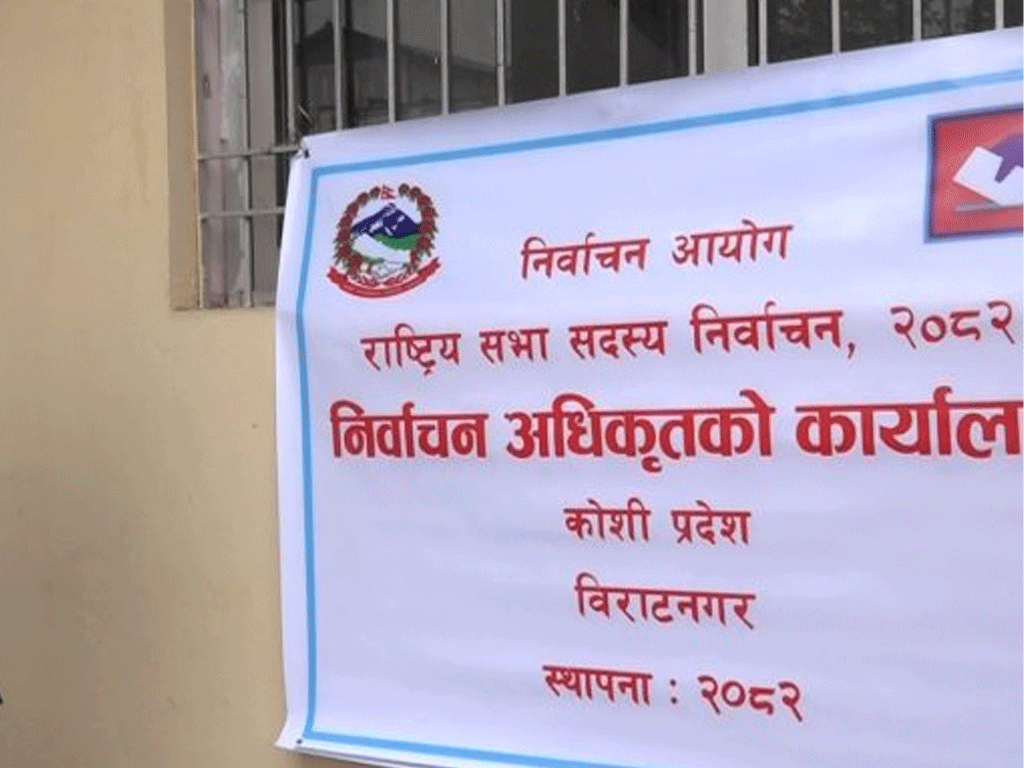 निर्वाचन आयोग
राष्ट्रिय सभा सदस्य निर्वाचन, २०८२
निर्वाचन अधिकृतको कार्याल
कोशी प्रदेश
विराटनगर
स्थापना : २०८२